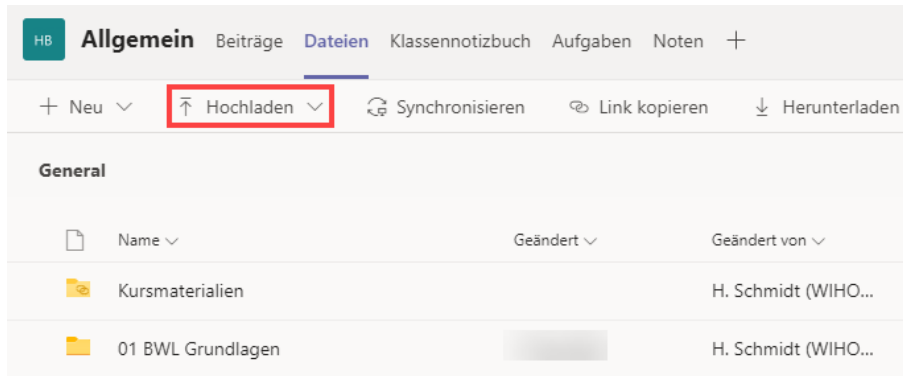 HB Allgemein Beiträge Dateien Klassennotizbuch Aufgaben Noten
Neu Hochladen Synchronisieren Link kopieren Herunterladen
General
Name Geändert Geändert von
Kursmaterialien H. Schmidt (WIHO...
01 BWL Grundlagen H. Schmidt (WIHO...